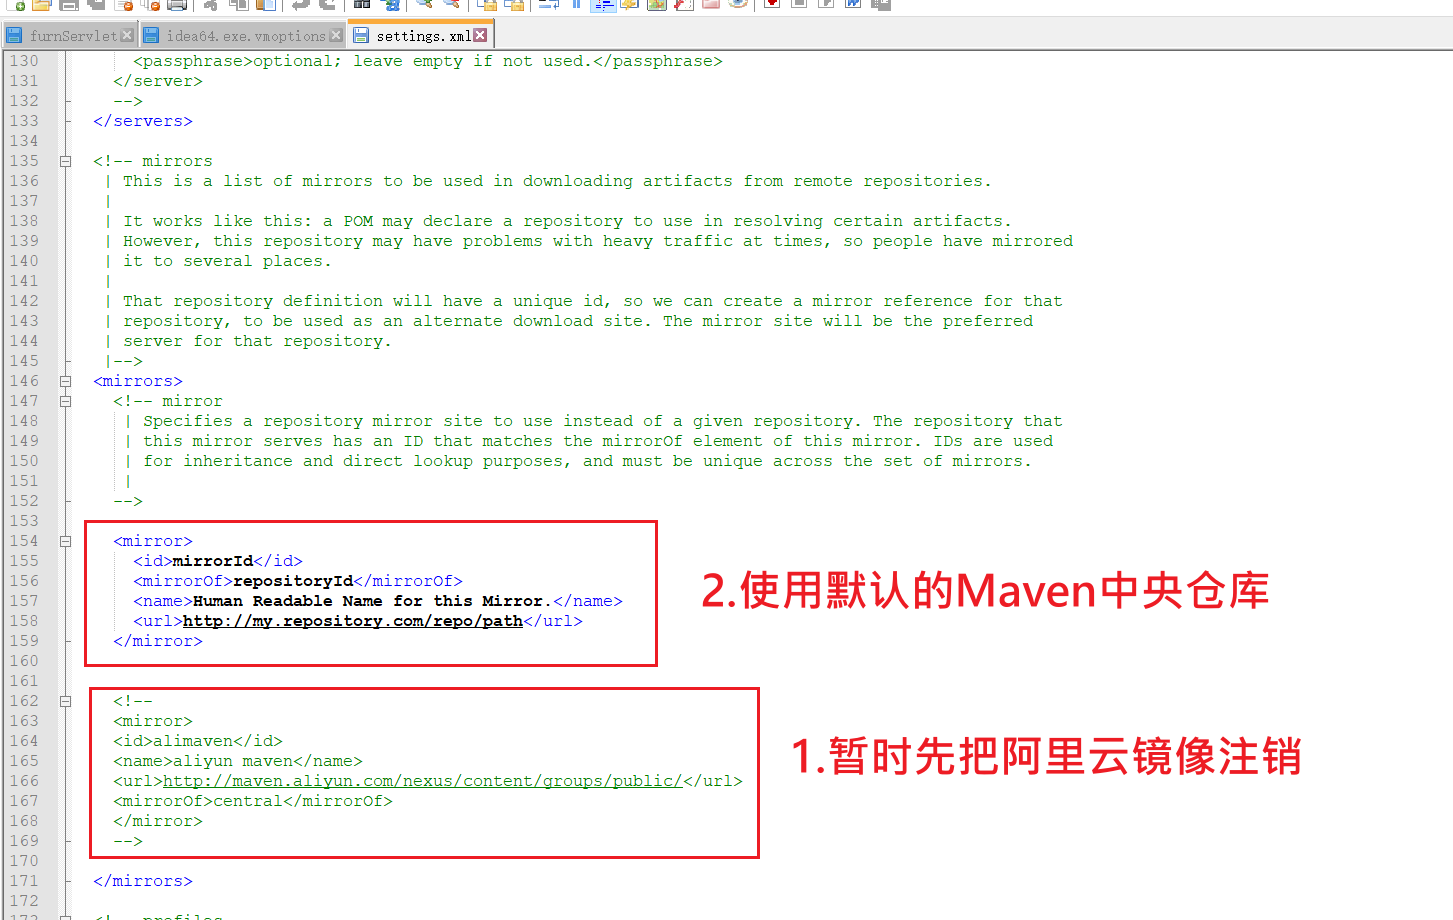 furnServlet
idea64.exe.vmoptions
settings.xml
130 <passphrase>optional; leave empty if not used.</passphrase>
131 </server>
132 -->
133 </servers>
134
135 <!-- mirrors
136 | This is a list of mirrors to be used in downloading artifacts from remote repositories.
137 |
138 | It works like this: a POM may declare a repository to use in resolving certain artifacts.
139 | However, this repository may have problems with heavy traffic at times, so people have mirrored
140 | it to several places.
141 |
142 | That repository definition will have a unique id, so we can create a mirror reference for that
143 | repository, to be used as an alternate download site. The mirror site will be the preferred
144 | server for that repository.
145 |-->
146 <mirrors>
147 <!-- mirror
148 | Specifies a repository mirror site to use instead of a given repository. The repository that
149 | this mirror serves has an ID that matches the mirrorOf element of this mirror. IDs are used
150 | for inheritance and direct lookup purposes, and must be unique across the set of mirrors.
151 |
152 -->
153
154 <mirror>
155 <id>mirrorId</id>
156 <mirrorOf>repositoryId</mirrorOf>
157 <name>Human Readable Name for this Mirror.</name>
158 <url>http://my.repository.com/repo/path</url>
159 </mirror>
160
2.使用默认的Maven中央仓库
161
162 <!--
163 <mirror>
164 <id>alimaven</id>
165 <name>aliyun maven</name>
166 <url>http://maven.aliyun.com/nexus/content/groups/public/</url>
167 <mirrorOf>central</mirrorOf>
168 </mirror>
169 -->
1.暂时先把阿里云镜像注销
170
171 </mirrors>
172
173 <!-- profiles